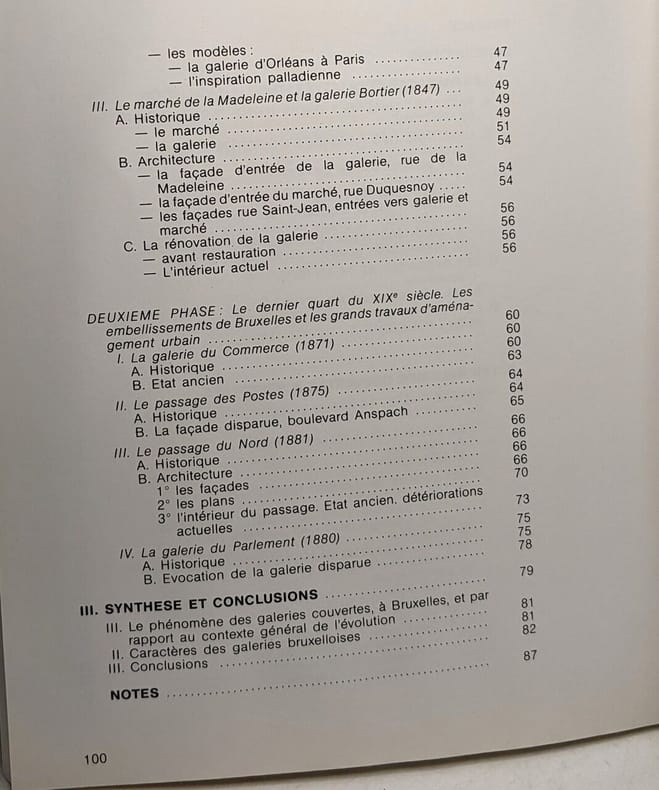 — les modèles :
— la galerie d'Orléans à Paris ............... 47
— l'inspiration palladienne ................... 47
III. Le marché de la Madeleine et la galerie Bortier (1847) ... 49
A. Historique ............................................. 49
— le marché .......................................... 49
— la galerie .......................................... 51
B. Architecture .......................................... 54
— la façade d'entrée de la galerie, rue de la
Madeleine .......................................... 54
— la façade d'entrée du marché, rue Duquesnoy ..... 54
— les façades rue Saint-Jean, entrées vers galerie et
marché ............................................. 56
C. La rénovation de la galerie ......................... 56
— avant restauration ................................. 56
— L'intérieur actuel ................................. 56
DEUXIEME PHASE : Le dernier quart du XIXe siècle. Les
embellissements de Bruxelles et les grands travaux d'aména-
gement urbain ............................................. 60
I. La galerie du Commerce (1871) ....................... 60
A. Historique ............................................. 60
B. Etat ancien .......................................... 63
II. Le passage des Postes (1875) ......................... 64
A. Historique ............................................. 64
B. La façade disparue, boulevard Anspach ........... 65
III. Le passage du Nord (1881) ............................ 66
A. Historique ............................................. 66
B. Architecture .......................................... 66
1° les façades ....................................... 66
2° les plans .......................................... 70
3° l'intérieur du passage. Etat ancien. détériorations
actuelles .......................................... 73
IV. La galerie du Parlement (1880) ....................... 75
A. Historique ............................................. 75
B. Evocation de la galerie disparue .................. 78
III. SYNTHESE ET CONCLUSIONS .......................... 79
III. Le phénomène des galeries couvertes, à Bruxelles, et par
rapport au contexte général de l'évolution ............. 81
II. Caractères des galeries bruxelloises .................. 81
III. Conclusions .......................................... 82
NOTES ..................................................... 87
100